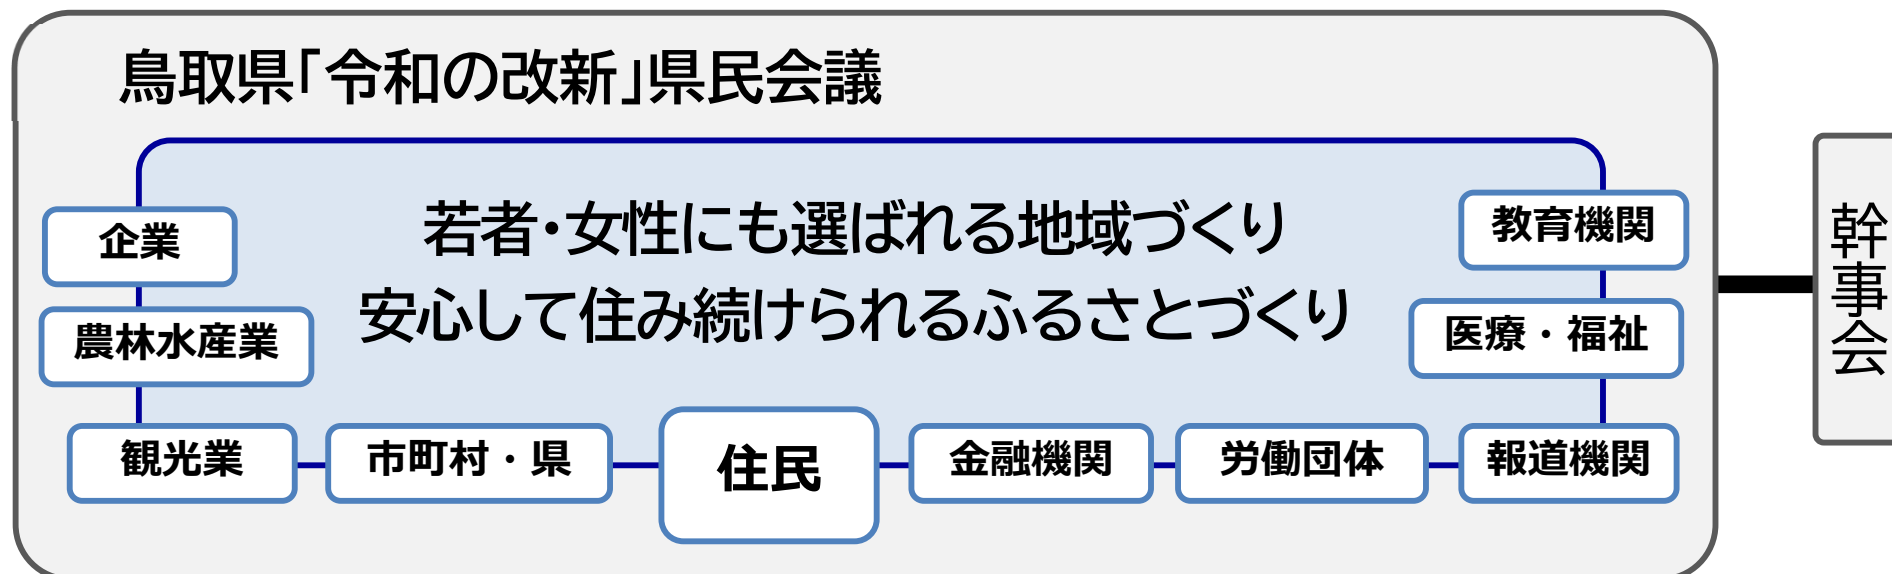 鳥取県「令和の改新」県民会議
若者・女性にも選ばれる地域づくり
安心して住み続けられるふるさとづくり
企業
農林水産業
観光業
市町村・県
住民
金融機関
労働団体
報道機関
医療・福祉
教育機関
幹事会